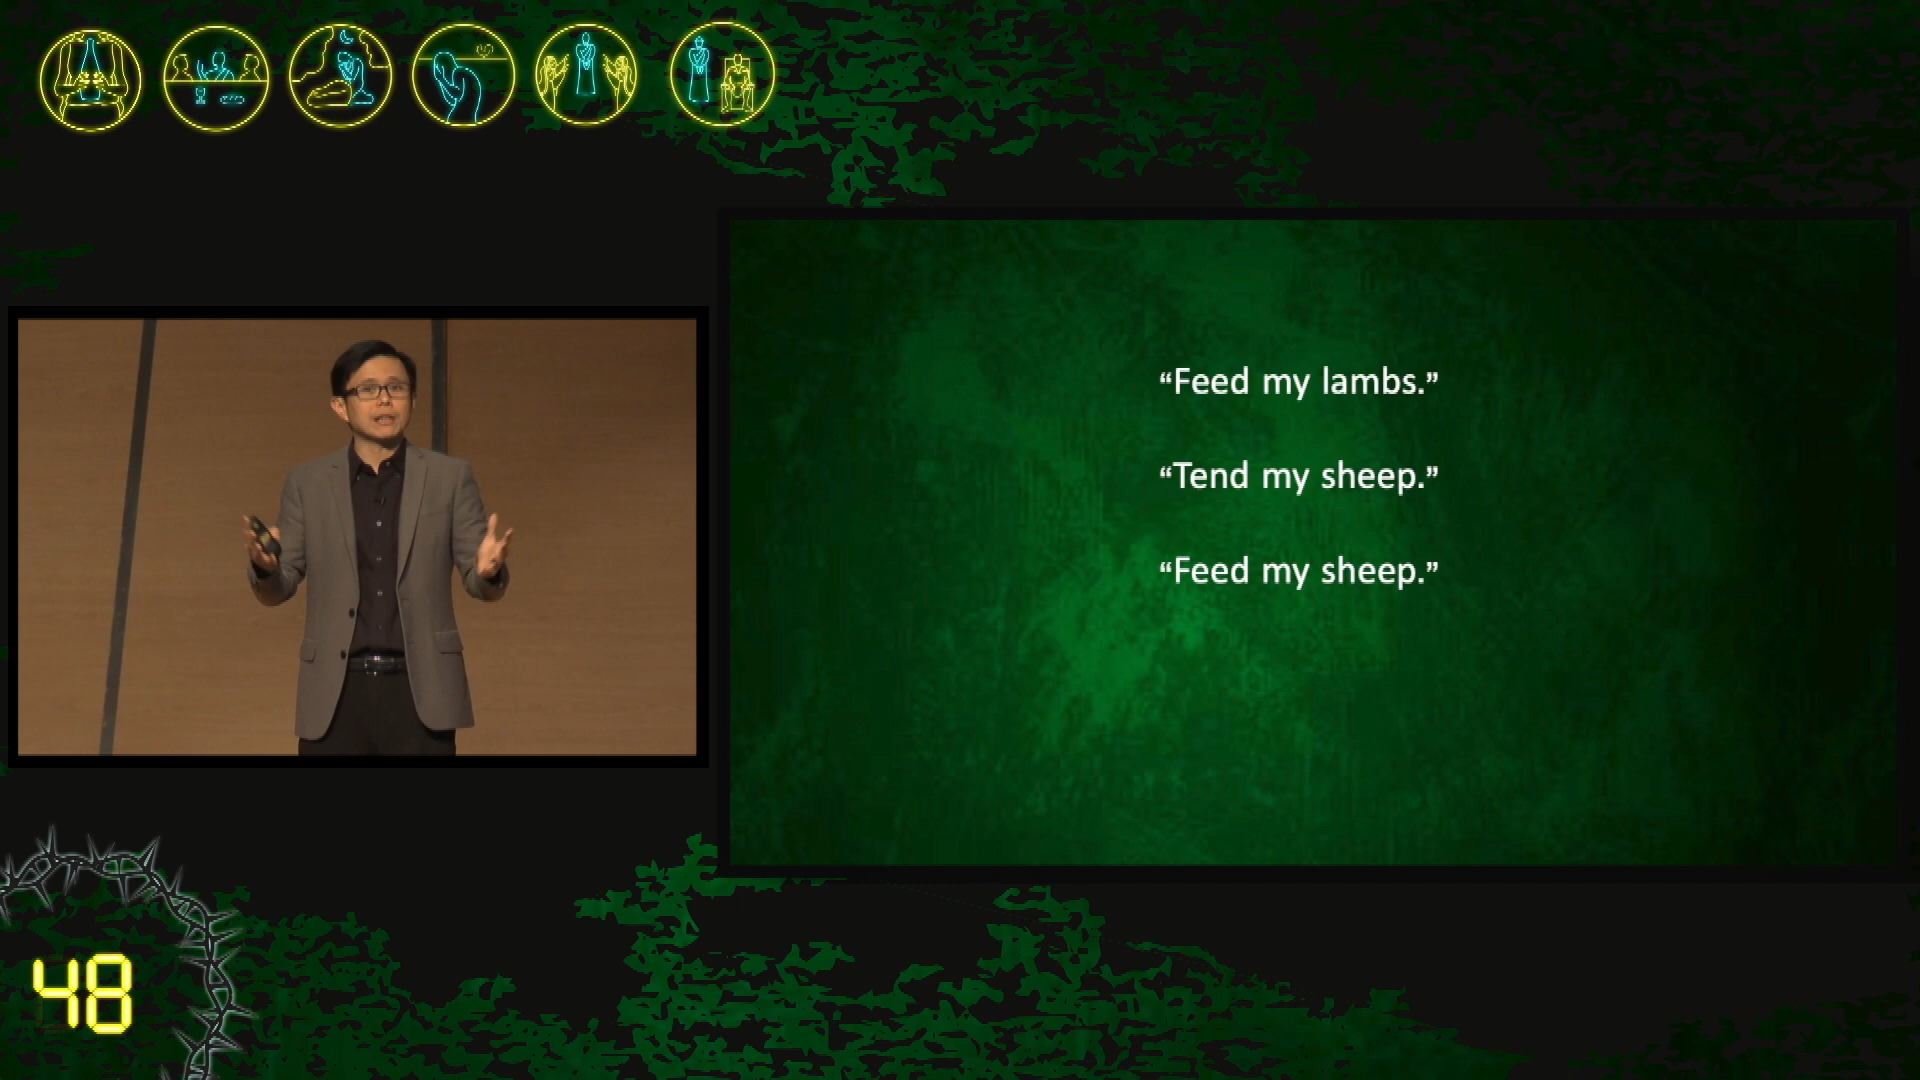 “Feed my lambs.”
“Tend my sheep.”
“Feed my sheep.”
48